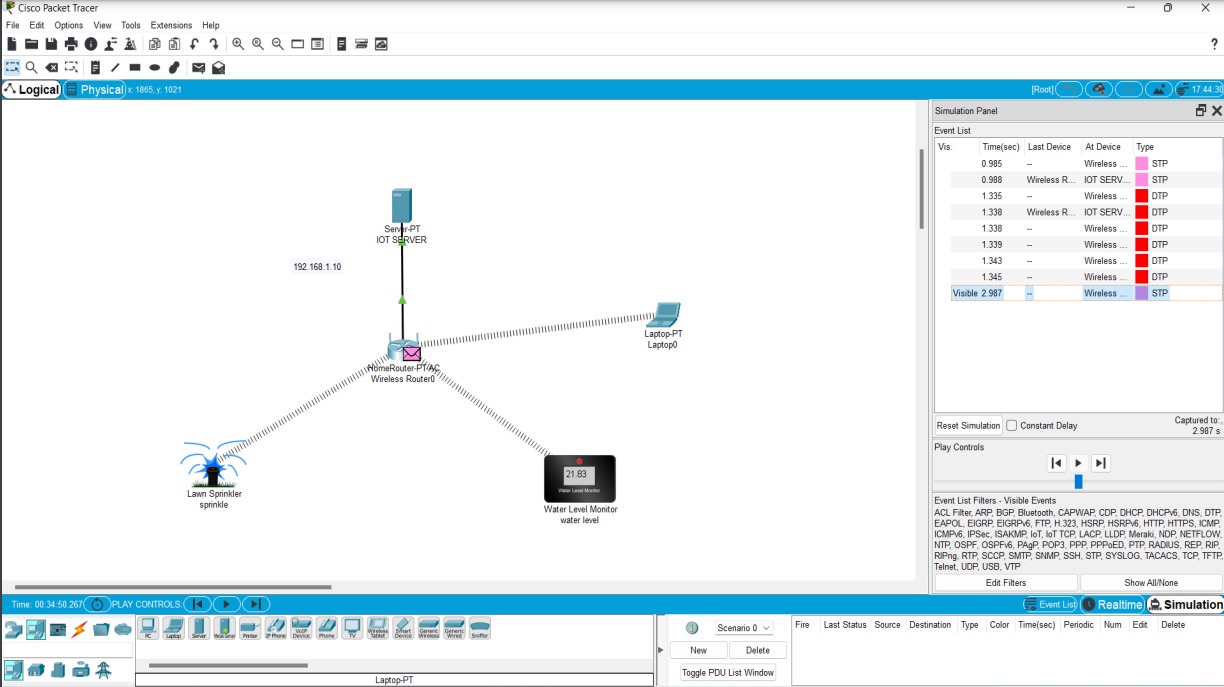 Cisco Packet Tracer
File Edit Options View Tools Extensions Help
?
Logical Physical x: 1865, y: 1021 [Root] 17:44:30
Simulation Panel
Event List
Vis. Time(sec) Last Device At Device Type
0.985 -- Wireless ... STP
0.988 Wireless R... IOT SERV... STP
1.335 -- Wireless ... DTP
1.338 Wireless R... IOT SERV... DTP
1.338 -- Wireless ... DTP
1.339 -- Wireless ... DTP
1.343 -- Wireless ... DTP
1.345 -- Wireless ... DTP
Visible 2.987 -- Wireless ... STP
Server-PT
IOT SERVER
192.168.1.10
Laptop-PT
Laptop0
HomeRouter-PT-AC
Wireless Router0
Lawn Sprinkler
sprinkle
21.83
Water Level Monitor
Water Level Monitor
water level
Reset Simulation Constant Delay Captured to:
2.987 s
Play Controls
Event List Filters - Visible Events
ACL Filter, ARP, BGP, Bluetooth, CAPWAP, CDP, DHCP, DHCPv6, DNS, DTP,
EAPOL, EIGRP, EIGRPv6, FTP, H.323, HSRP, HSRPv6, HTTP, HTTPS, ICMP,
ICMPv6, IPSec, ISAKMP, IoT, IoT TCP, LACP, LLDP, Meraki, NDP, NETFLOW,
NTP, OSPF, OSPFv6, PAgP, POP3, PPP, PPPoED, PTP, RADIUS, REP, RIP,
RIPng, RTP, SCCP, SMTP, SNMP, SSH, STP, SYSLOG, TACACS, TCP, TFTP,
Telnet, UDP, USB, VTP
Edit Filters Show All/None
Time: 00:34:50.267 PLAY CONTROLS: Event List Realtime Simulation
PC Laptop Server Printer IP Phone VoIP Device Phone TV Wireless Tablet Smart Device Generic Wireless Generic Wired Sniffer
Laptop-PT
Scenario 0
New Delete
Toggle PDU List Window
Fire Last Status Source Destination Type Color Time(sec) Periodic Num Edit Delete